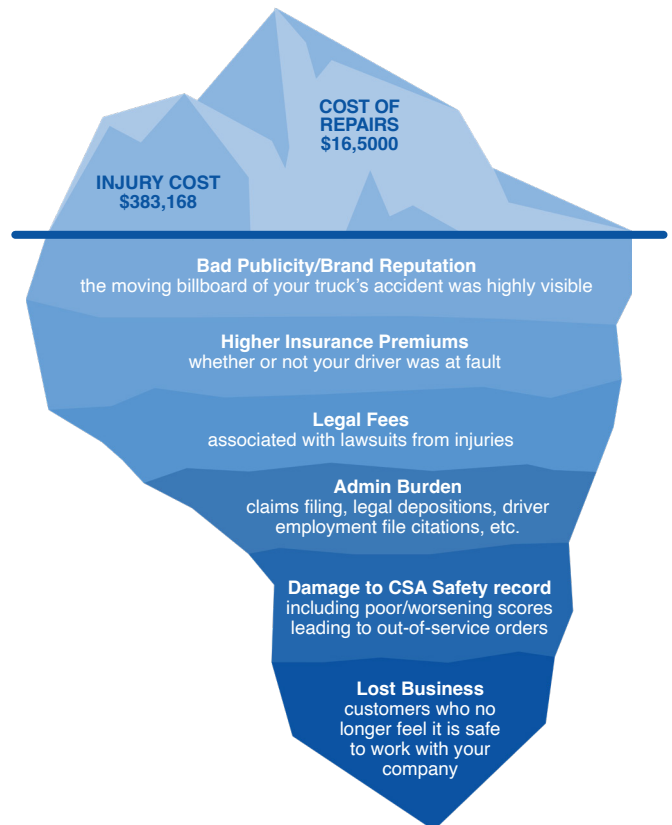 COST OF
REPAIRS
$16,5000
INJURY COST
$383,168
Bad Publicity/Brand Reputation
the moving billboard of your truck's accident was highly visible
Higher Insurance Premiums
whether or not your driver was at fault
Legal Fees
associated with lawsuits from injuries
Admin Burden
claims filing, legal depositions, driver
employment file citations, etc.
Damage to CSA Safety record
including poor/worsening scores
leading to out-of-service orders
Lost Business
customers who no
longer feel it is safe
to work with your
company